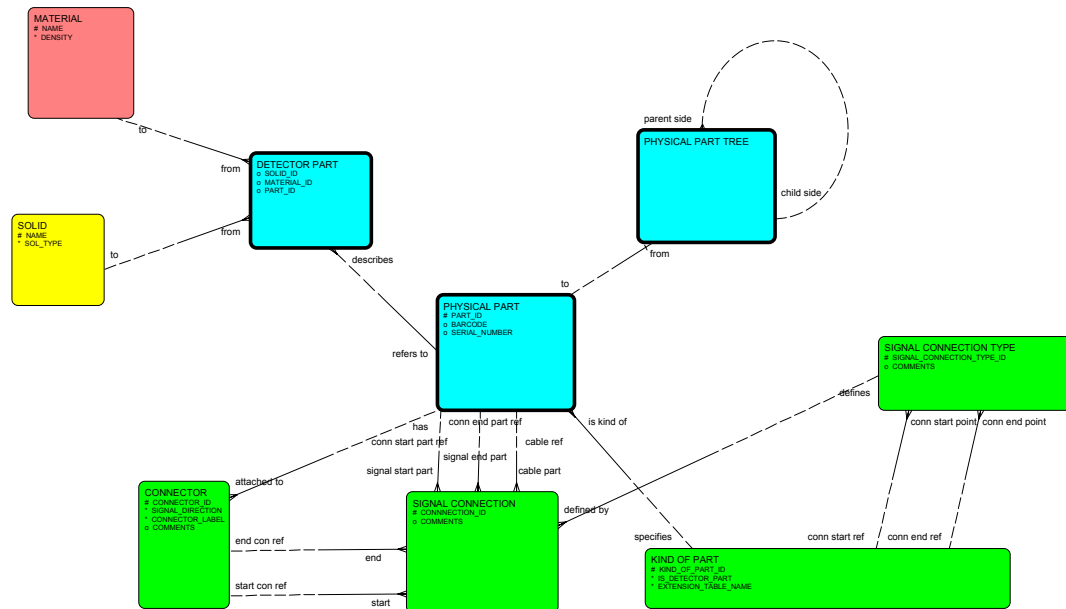 MATERIAL
# NAME
* DENSITY
to
from
DETECTOR PART
o SOLID_ID
o MATERIAL_ID
o PART_ID
SOLID
# NAME
* SOL_TYPE
to
from
describes
refers to
parent side
PHYSICAL PART TREE
child side
from
to
PHYSICAL PART
# PART_ID
o BARCODE
o SERIAL_NUMBER
SIGNAL CONNECTION TYPE
# SIGNAL_CONNECTION_TYPE_ID
o COMMENTS
defines
conn start point
conn end point
is kind of
has
conn start part ref
conn end part ref
cable ref
signal start part
signal end part
cable part
attached to
CONNECTOR
# CONNECTOR_ID
* SIGNAL_DIRECTION
* CONNECTOR_LABEL
o COMMENTS
SIGNAL CONNECTION
# CONNNECTION_ID
o COMMENTS
defined by
end con ref
end
start con ref
start
specifies
conn start ref
conn end ref
KIND OF PART
# KIND_OF_PART_ID
* IS_DETECTOR_PART
* EXTENSION_TABLE_NAME